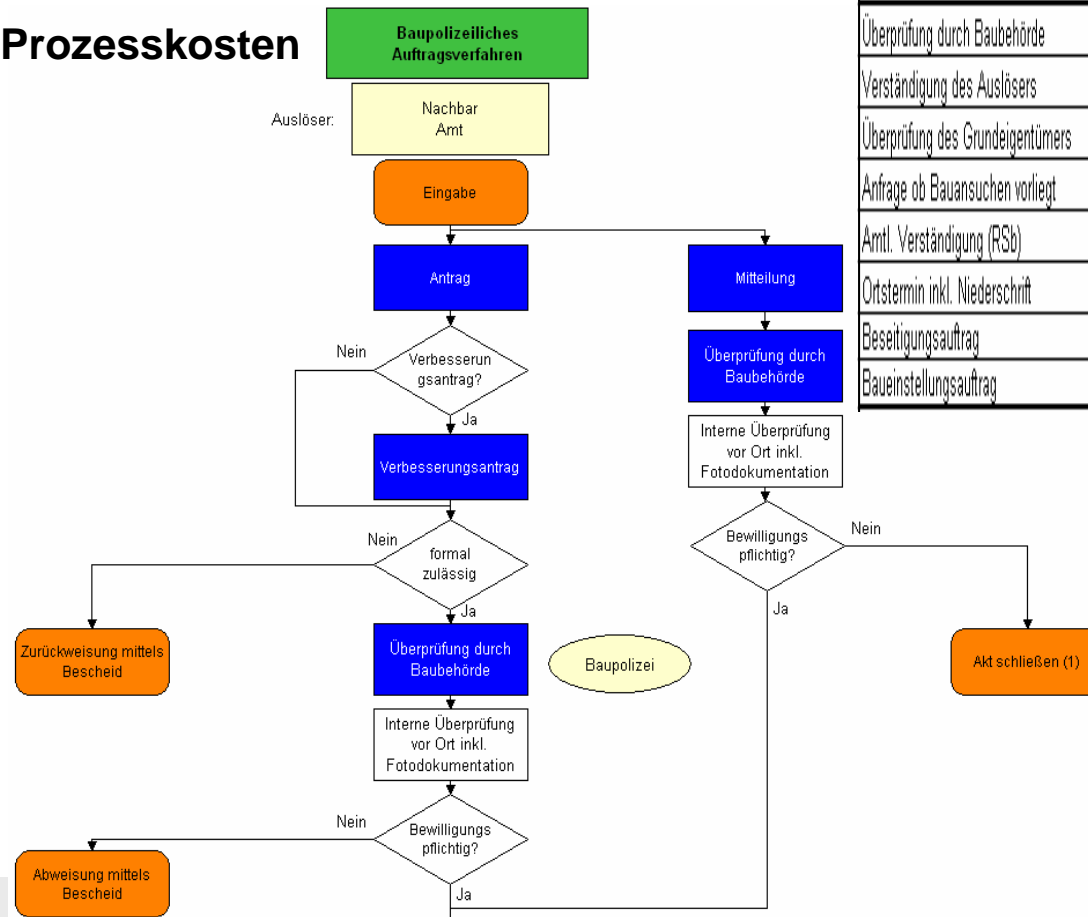 Prozesskosten
Baupolizeiliches
Auftragsverfahren
Auslöser:
Nachbar
Amt
Eingabe
Antrag
Mitteilung
Nein
Verbesserun
gsantrag?
Ja
Verbesserungsantrag
Überprüfung durch
Baubehörde
Interne Überprüfung
vor Ort inkl.
Fotodokumentation
Nein
formal
zulässig
Ja
Bewilligungs
pflichtig?
Nein
Ja
Zurückweisung mittels
Bescheid
Überprüfung durch
Baubehörde
Baupolizei
Akt schließen (1)
Interne Überprüfung
vor Ort inkl.
Fotodokumentation
Nein
Bewilligungs
pflichtig?
Ja
Abweisung mittels
Bescheid
Überprüfung durch Baubehörde
Verständigung des Auslösers
Überprüfung des Grundeigentümers
Anfrage ob Bauansuchen vorliegt
Amtl. Verständigung (RSb)
Ortstermin inkl. Niederschrift
Beseitigungsauftrag
Baueinstellungsauftrag